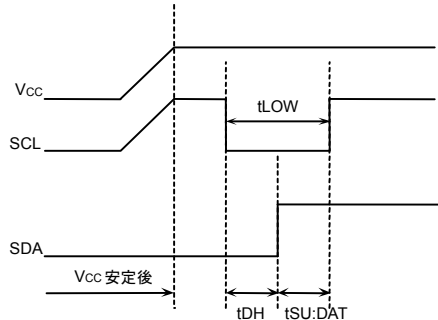 Vcc
tLOW
SCL
SDA
Vcc 安定後
tDH
tSU:DAT